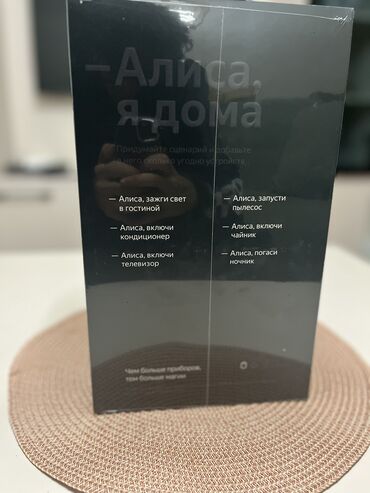 — Алиса,
я дома
Придумайте сценарий и добавьте
в него сколько угодно устройств.
— Алиса, зажги свет
в гостиной
— Алиса, включи
кондиционер
— Алиса, включи
телевизор
— Алиса, запусти
пылесос
— Алиса, включи
чайник
— Алиса, погаси
ночник
Чем больше приборов,
тем больше магии